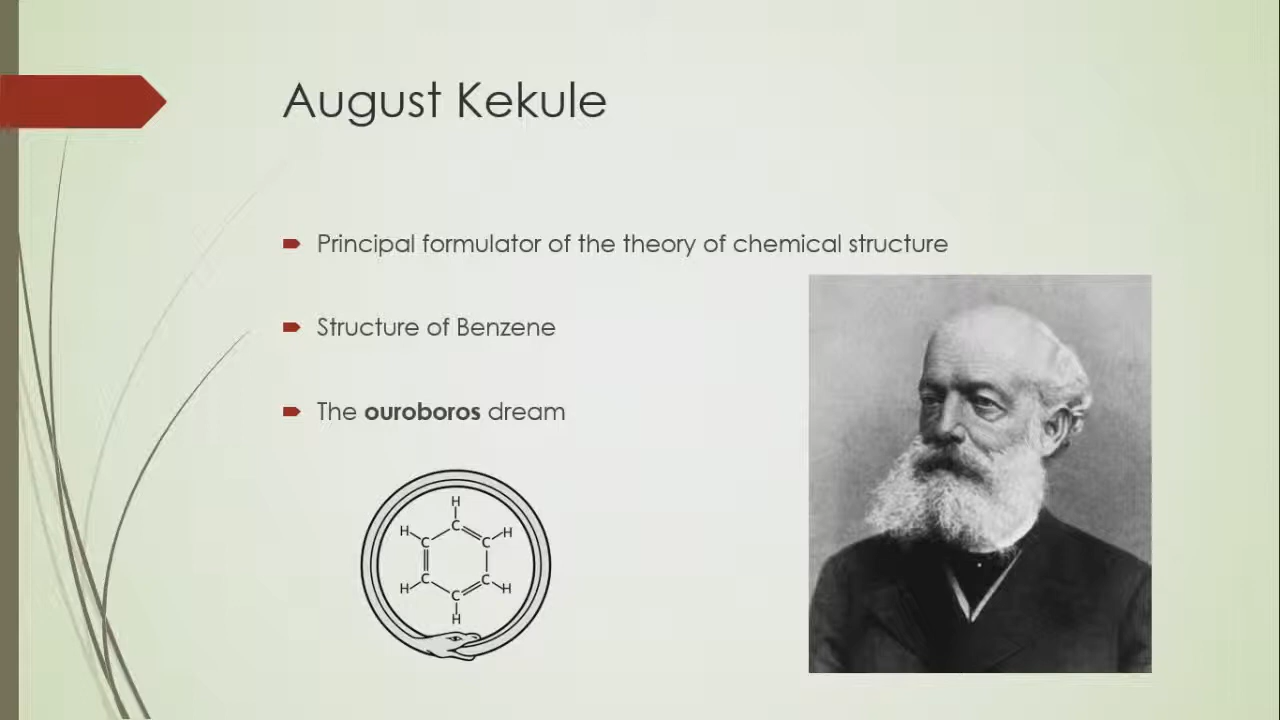 August Kekule
Principal formulator of the theory of chemical structure
Structure of Benzene
The ouroboros dream
H
H C H
C C
C C
H C H
H